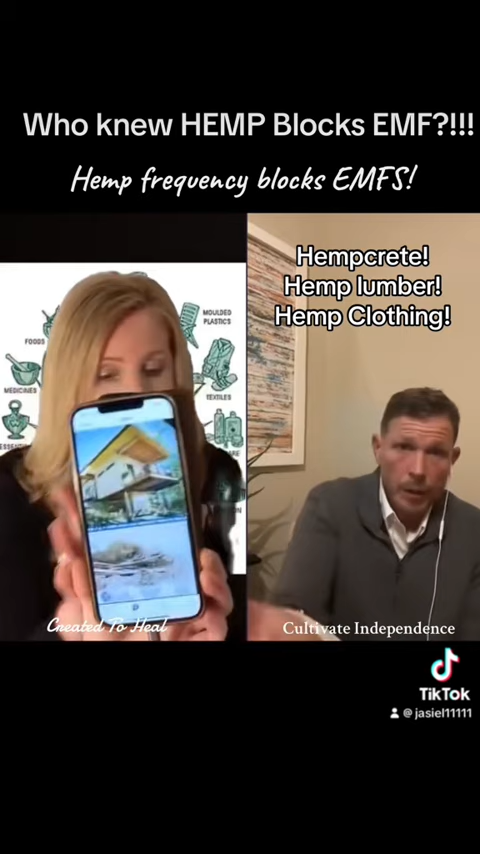 Who knew HEMP Blocks EMF?!!!
Hemp frequency blocks EMFS!
Hempcrete!
Hemp lumber!
Hemp Clothing!
MOULDED
PLASTICS
FOODS
MEDICINES
TEXTILES
Created To Heal
Cultivate Independence
TikTok
@jasiel11111